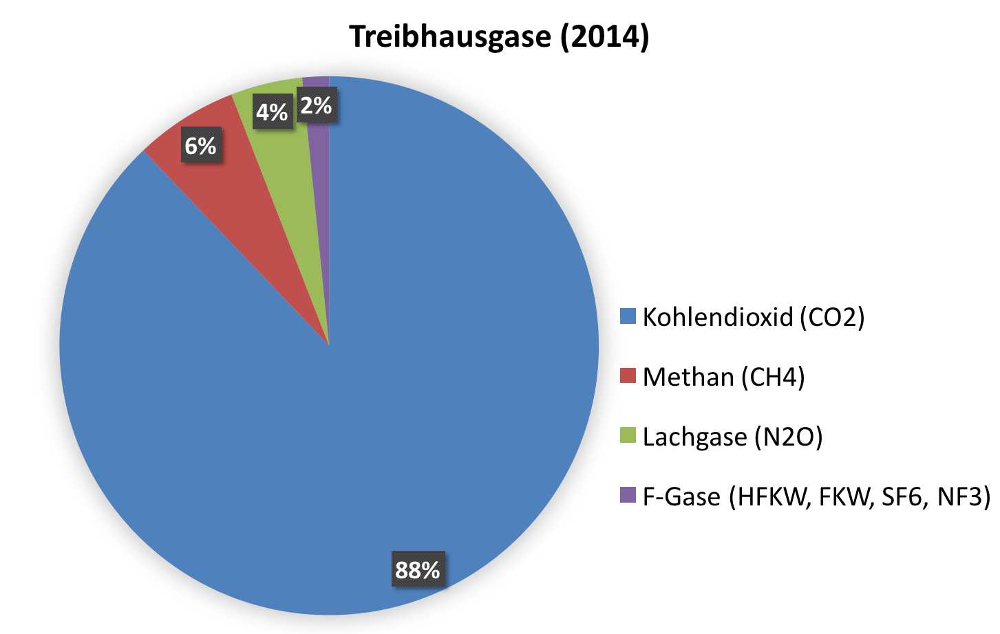 Treibhausgase (2014)
2%
4%
6%
88%
Kohlendioxid (CO2)
Methan (CH4)
Lachgase (N2O)
F-Gase (HFKW, FKW, SF6, NF3)